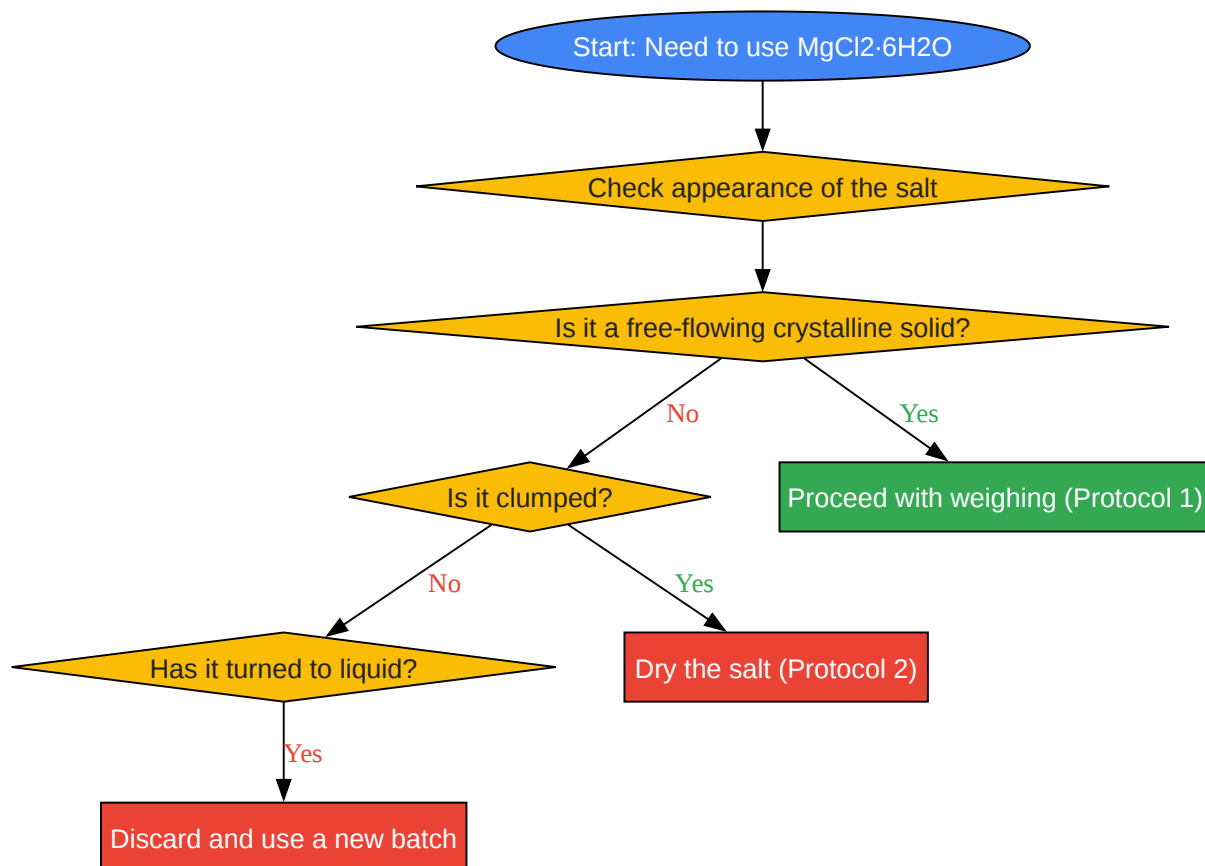 Start: Need to use MgCl2·6H2O
Check appearance of the salt
Is it a free-flowing crystalline solid?
No
Yes
Is it clumped?
Proceed with weighing (Protocol 1)
No
Yes
Has it turned to liquid?
Dry the salt (Protocol 2)
Yes
Discard and use a new batch